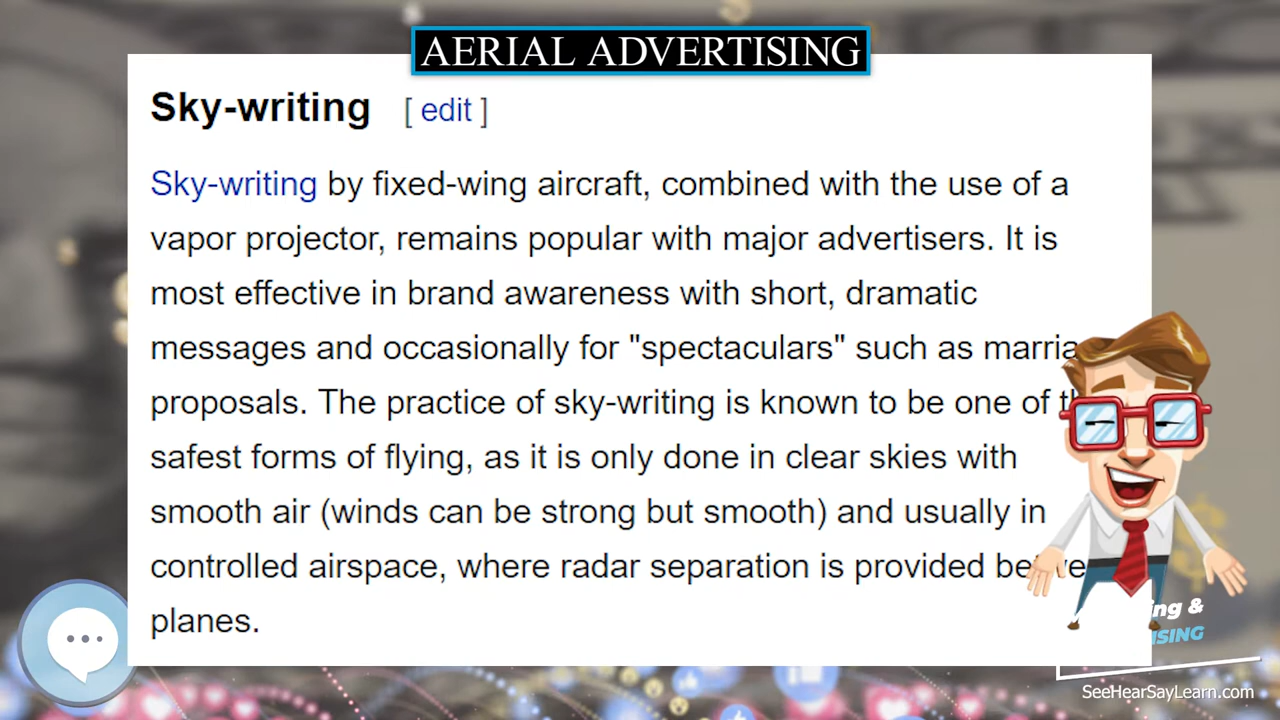 AERIAL ADVERTISING
Sky-writing [ edit ]
Sky-writing by fixed-wing aircraft, combined with the use of a
vapor projector, remains popular with major advertisers. It is
most effective in brand awareness with short, dramatic
messages and occasionally for "spectaculars" such as
proposals. The practice of sky-writing is known to be one of
safest forms of flying, as it is only done in clear skies with
smooth air (winds can be strong but smooth) and usually in
controlled airspace, where radar separation is provided
planes.
&
SeeHearSayLearn.com